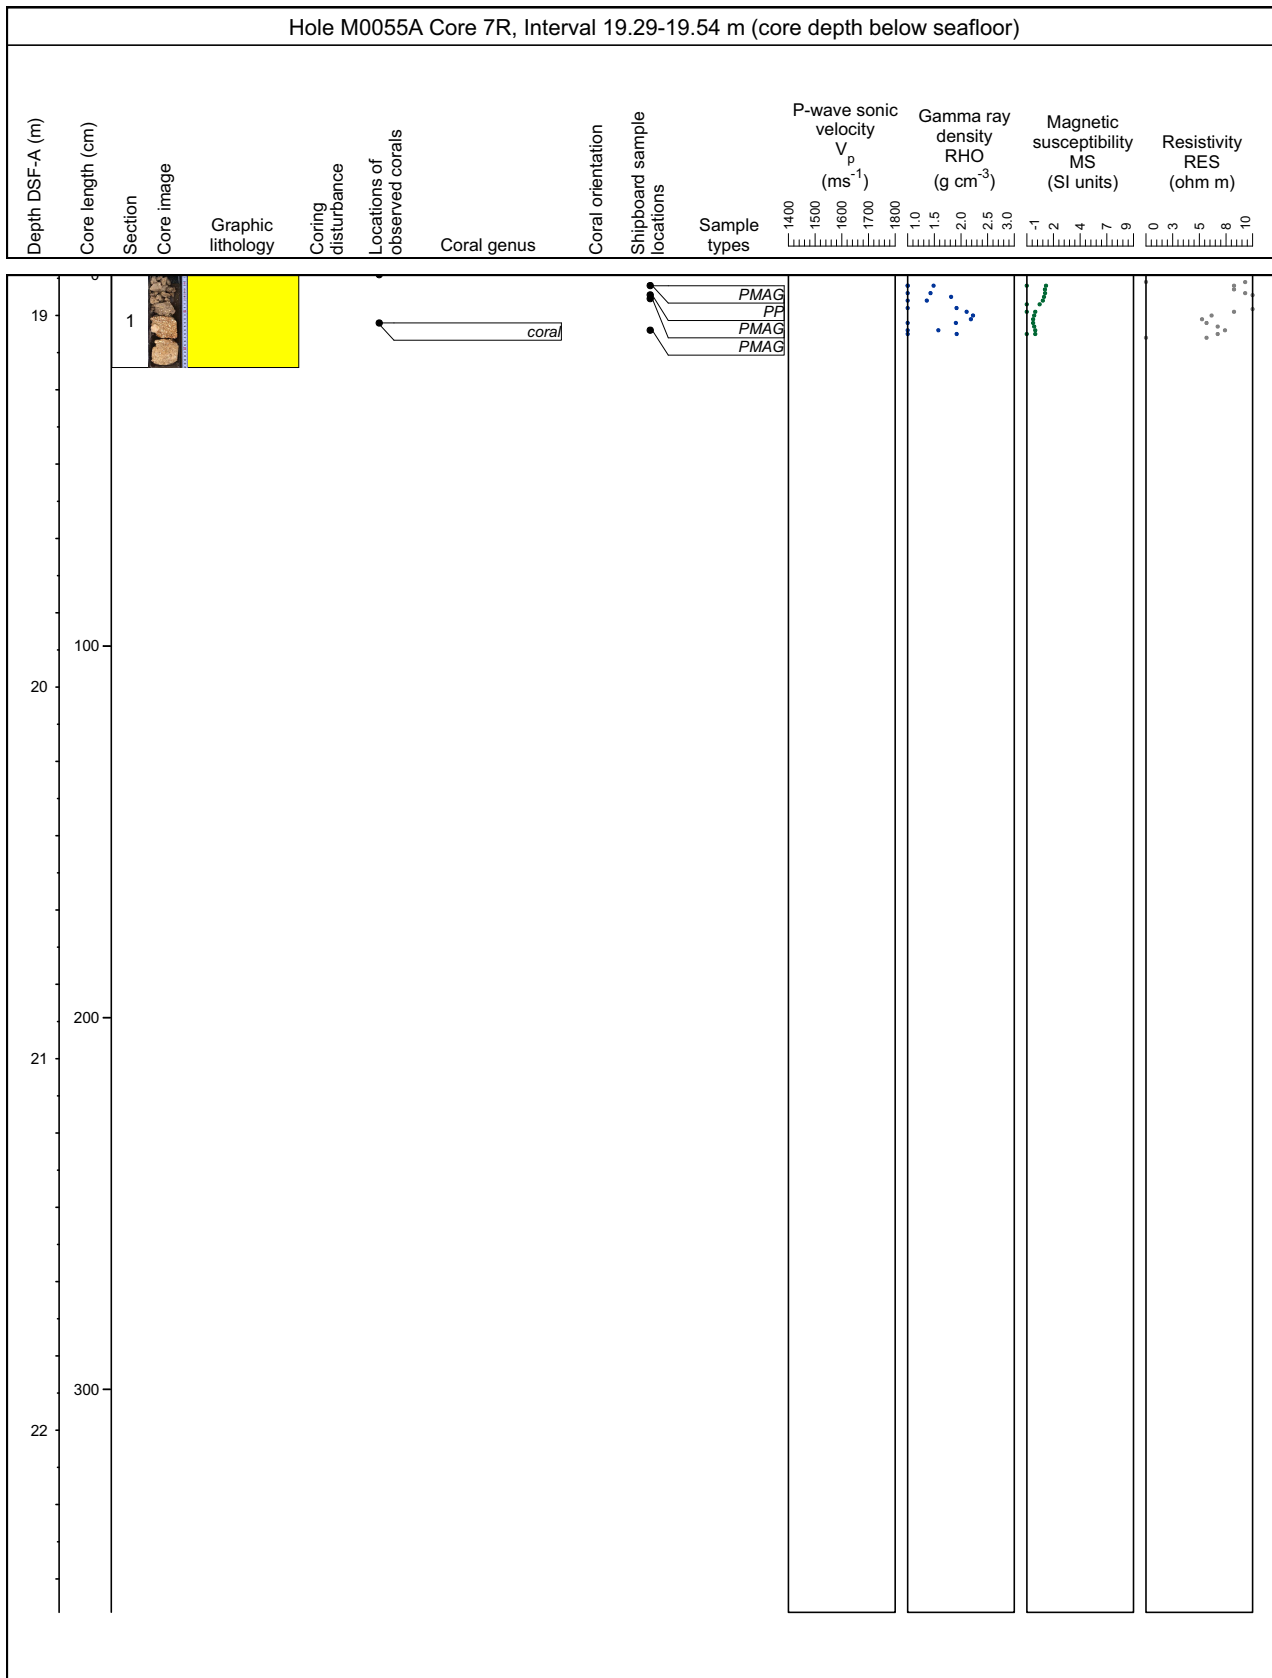 Hole M0055A Core 7R, Interval 19.29-19.54 m (core depth below seafloor)
Depth DSF-A (m)
Core length (cm)
Section
Core image
Graphic
lithology
Coring
disturbance
Locations of
observed corals
Coral genus
Coral orientation
Shipboard sample
locations
Sample
types
P-wave sonic
velocity
Vp
(ms-1)
1400 1500 1600 1700 1800
Gamma ray
density
RHO
(g cm-3)
1.0 1.5 2.0 2.5 3.0
Magnetic
susceptibility
MS
(SI units)
-1 2 4 7 9
Resistivity
RES
(ohm m)
0 3 5 8 10
0
PMAG
19
1
PP
coral
PMAG
PMAG
100
20
200
21
300
22